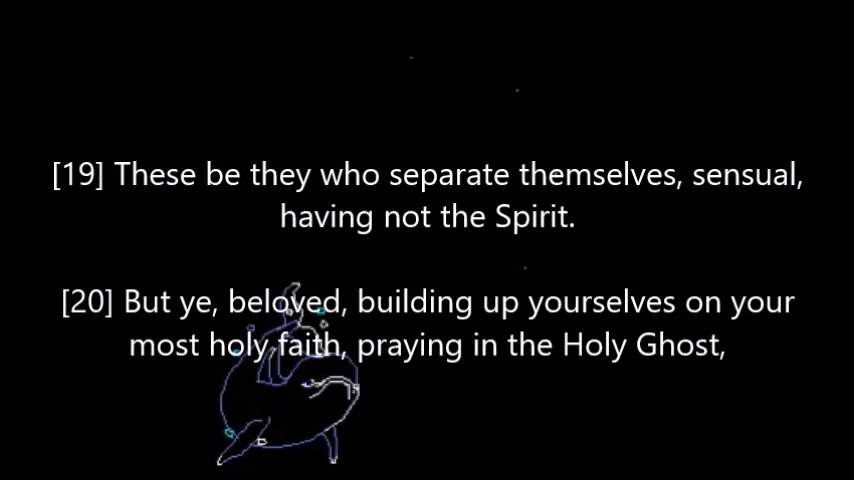 [19] These be they who separate themselves, sensual,
having not the Spirit.
[20] But ye, beloved, building up yourselves on your
most holy faith, praying in the Holy Ghost,